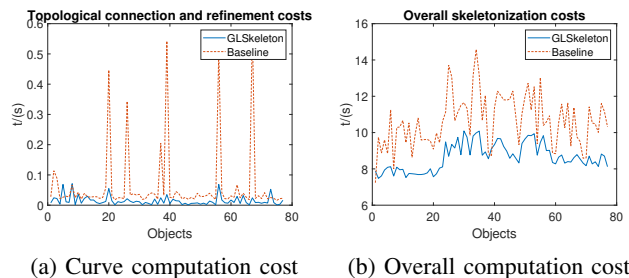 Topological connection and refinement costs
GLSkeleton
Baseline
t/(s)
0.6
0.5
0.4
0.3
0.2
0.1
0
0 20 40 60 80
Objects
(a) Curve computation cost
Overall skeletonization costs
GLSkeleton
Baseline
t/(s)
16
14
12
10
8
6
0 20 40 60 80
Objects
(b) Overall computation cost